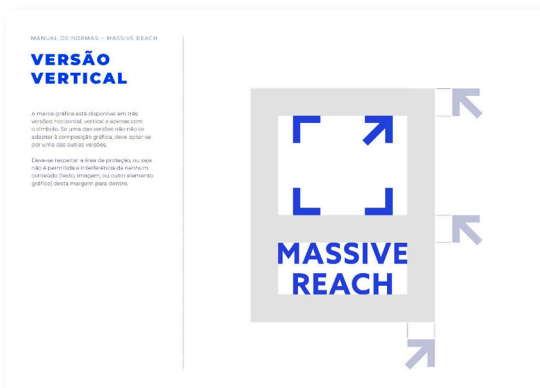 MANUAL DE NORMAS – MASSIVE REACH
VERSÃO
VERTICAL
A marca gráfica está disponível em três
versões: horizontal, vertical e apenas com
o símbolo. Se uma das versões não não se
adaptar à composição gráfica, deve optar-se
por uma das outras versões.
Deve-se respeitar a área de proteção, ou seja
não é permitida a interferência de nenhum
conteúdo (texto, imagem, ou outro elemento
gráfico) desta margem para dentro.
MASSIVE
REACH